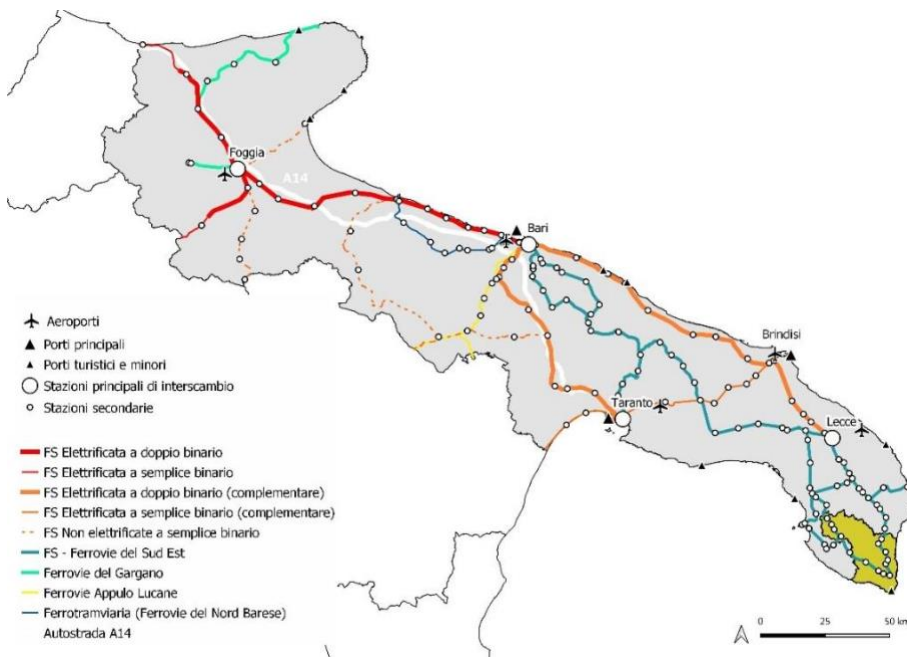 Foggia
A14
Bari
Brindisi
Taranto
Lecce
Aeroporti
Porti principali
Porti turistici e minori
Stazioni principali di interscambio
Stazioni secondarie
FS Elettrificata a doppio binario
FS Elettrificata a semplice binario
FS Elettrificata a doppio binario (complementare)
FS Elettrificata a semplice binario (complementare)
FS Non elettrificate a semplice binario
FS - Ferrovie del Sud Est
Ferrovie del Gargano
Ferrovie Appulo Lucane
Ferrotramviaria (Ferrovie del Nord Barese)
Autostrada A14
0 25 50 km